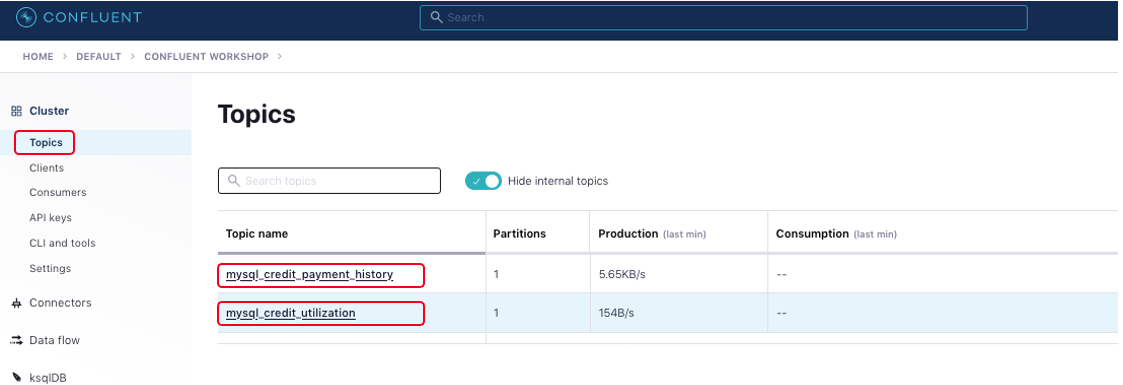 CONFLUENT
Search
HOME > DEFAULT > CONFLUENT WORKSHOP >
Cluster
Topics
Clients
Consumers
API keys
CLI and tools
Settings
Connectors
Data flow
ksqlDB
Topics
Search topics
Hide internal topics
Topic name Partitions Production (last min) Consumption (last min)
mysql_credit_payment_history 1 5.65KB/s --
mysql_credit_utilization 1 154B/s --